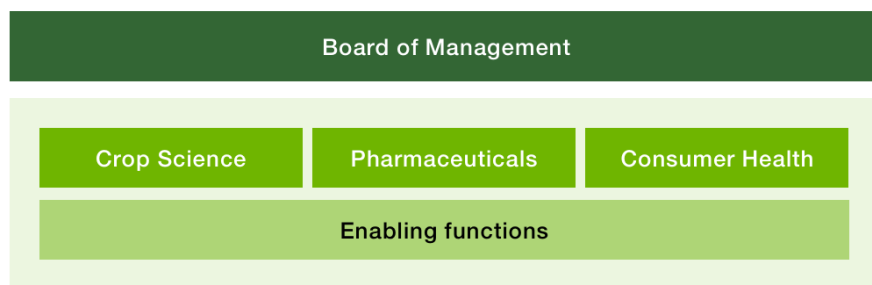 Board of Management
Crop Science
Pharmaceuticals
Consumer Health
Enabling functions